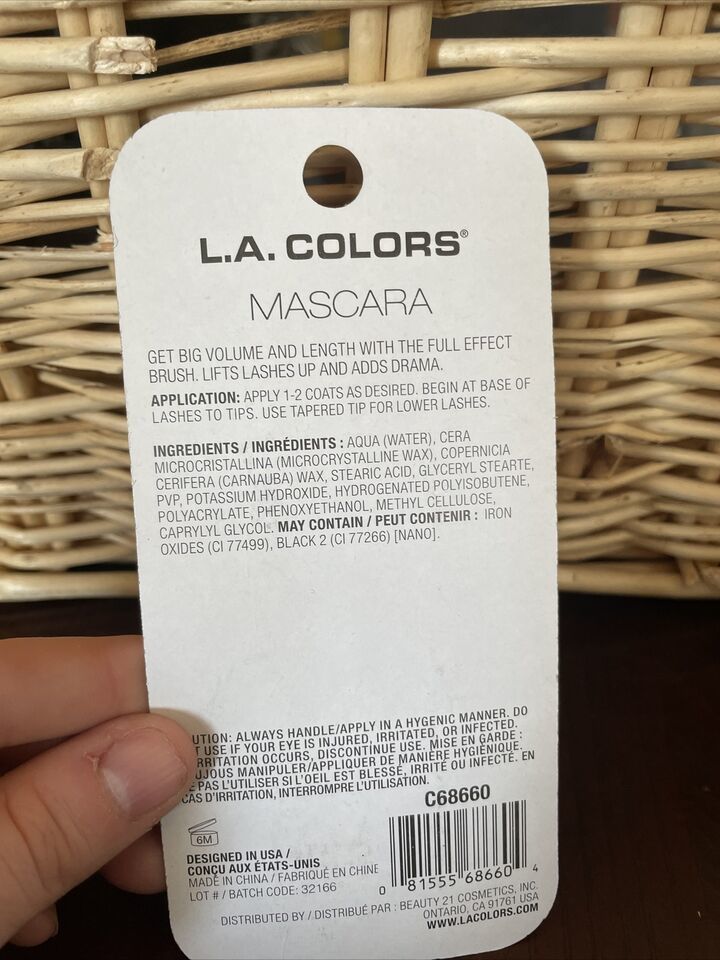 L.A. COLORS®
MASCARA
GET BIG VOLUME AND LENGTH WITH THE FULL EFFECT
BRUSH. LIFTS LASHES UP AND ADDS DRAMA.
APPLICATION: APPLY 1-2 COATS AS DESIRED. BEGIN AT BASE OF
LASHES TO TIPS. USE TAPERED TIP FOR LOWER LASHES.
INGREDIENTS / INGRÉDIENTS : AQUA (WATER), CERA
MICROCRISTALLINA (MICROCRYSTALLINE WAX), COPERNICIA
CERIFERA (CARNAUBA) WAX, STEARIC ACID, GLYCERYL STEARTE,
PVP, POTASSIUM HYDROXIDE, HYDROGENATED POLYISOBUTENE,
POLYACRYLATE, PHENOXYETHANOL, METHYL CELLULOSE,
CAPRYLYL GLYCOL. MAY CONTAIN / PEUT CONTENIR : IRON
OXIDES (CI 77499), BLACK 2 (CI 77266) [NANO].
UTION: ALWAYS HANDLE/APPLY IN A HYGENIC MANNER. DO
T USE IF YOUR EYE IS INJURED, IRRITATED, OR INFECTED.
RRITATION OCCURS, DISCONTINUE USE. MISE EN GARDE :
UJOUS MANIPULER/APPLIQUER DE MANIÈRE HYGIÉNIQUE.
E PAS L'UTILISER SI L'OEIL EST BLESSÉ, IRRITÉ OU INFECTÉ. EN
CAS D'IRRITATION, INTERROMPRE L'UTILISATION.
C68660
6M
DESIGNED IN USA /
CONÇU AUX ÉTATS-UNIS
MADE IN CHINA / FABRIQUÉ EN CHINE
LOT # / BATCH CODE: 32166
0 81555 68660 4
DISTRIBUTED BY / DISTRIBUÉ PAR : BEAUTY 21 COSMETICS, INC.
ONTARIO, CA 91761 USA
WWW.LACOLORS.COM